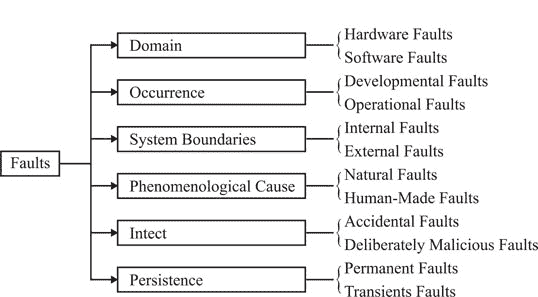 Faults
Domain
Hardware Faults
Software Faults
Occurrence
Developmental Faults
Operational Faults
System Boundaries
Internal Faults
External Faults
Phenomenological Cause
Natural Faults
Human-Made Faults
Intect
Accidental Faults
Deliberately Malicious Faults
Persistence
Permanent Faults
Transients Faults